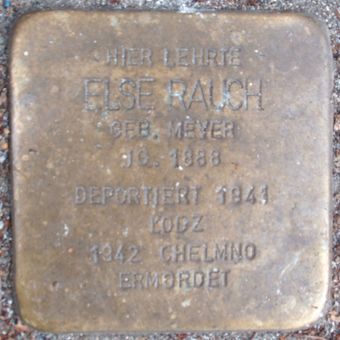 HIER LEHRTE
ELSE RAUCH
GEB. MEYER
JG. 1888
DEPORTIERT 1941
LODZ
1942 CHELMNO
ERMORDET